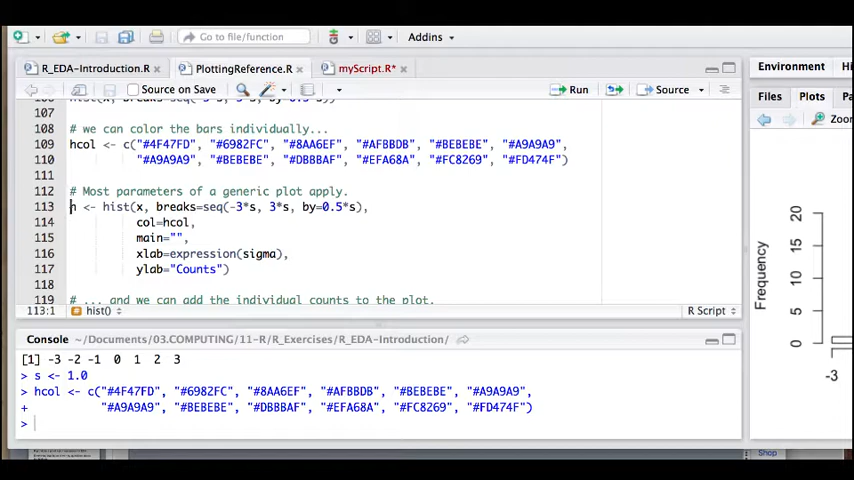 Go to file/function
Addins
R_EDA-Introduction.R
PlottingReference.R
myScript.R*
Environment
Source on Save
Run
Source
Files
Plots
107
108 # we can color the bars individually...
109 hcol <- c("#4F47FD", "#6982FC", "#8AA6EF", "#AFBBDB", "#BEBEBE", "#A9A9A9",
110 "#A9A9A9", "#BEBEBE", "#DBBBAF", "#EFA68A", "#FC8269", "#FD474F")
111
112 # Most parameters of a generic plot apply.
113 h <- hist(x, breaks=seq(-3*s, 3*s, by=0.5*s),
114 col=hcol,
115 main="",
116 xlab=expression(sigma),
117 ylab="Counts")
118
119 # ... and we can add the individual counts to the plot.
113:1 hist() R Script
Console ~/Documents/03.COMPUTING/11-R/R_Exercises/R_EDA-Introduction/
[1] -3 -2 -1 0 1 2 3
> s <- 1.0
> hcol <- c("#4F47FD", "#6982FC", "#8AA6EF", "#AFBBDB", "#BEBEBE", "#A9A9A9",
+ "#A9A9A9", "#BEBEBE", "#DBBBAF", "#EFA68A", "#FC8269", "#FD474F")
>
Frequency
20
15
10
5
0
-3
Shop